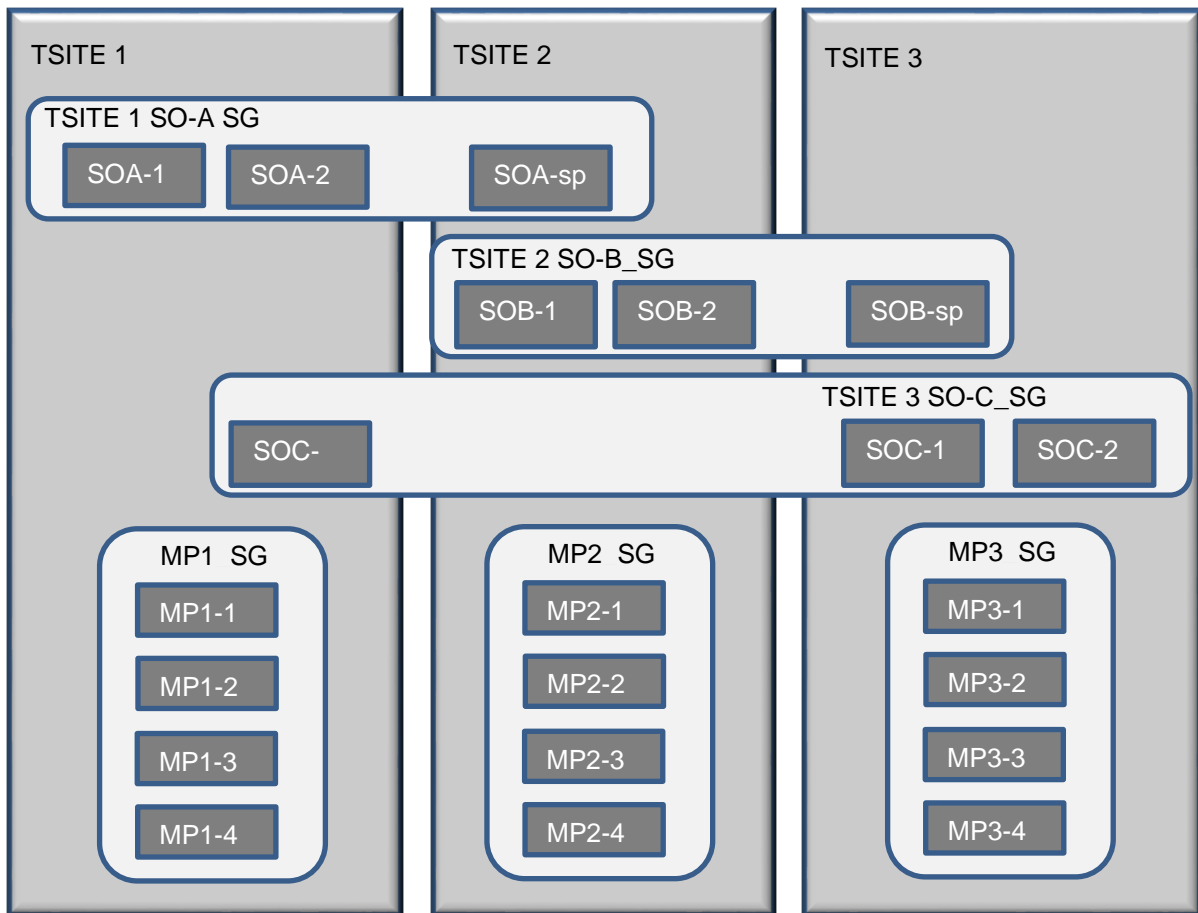 TSITE 1
TSITE 2
TSITE 3
TSITE 1 SO-A SG
SOA-1
SOA-2
SOA-sp
TSITE 2 SO-B_SG
SOB-1
SOB-2
SOB-sp
TSITE 3 SO-C_SG
SOC-
SOC-1
SOC-2
MP1 SG
MP1-1
MP1-2
MP1-3
MP1-4
MP2 SG
MP2-1
MP2-2
MP2-3
MP2-4
MP3 SG
MP3-1
MP3-2
MP3-3
MP3-4